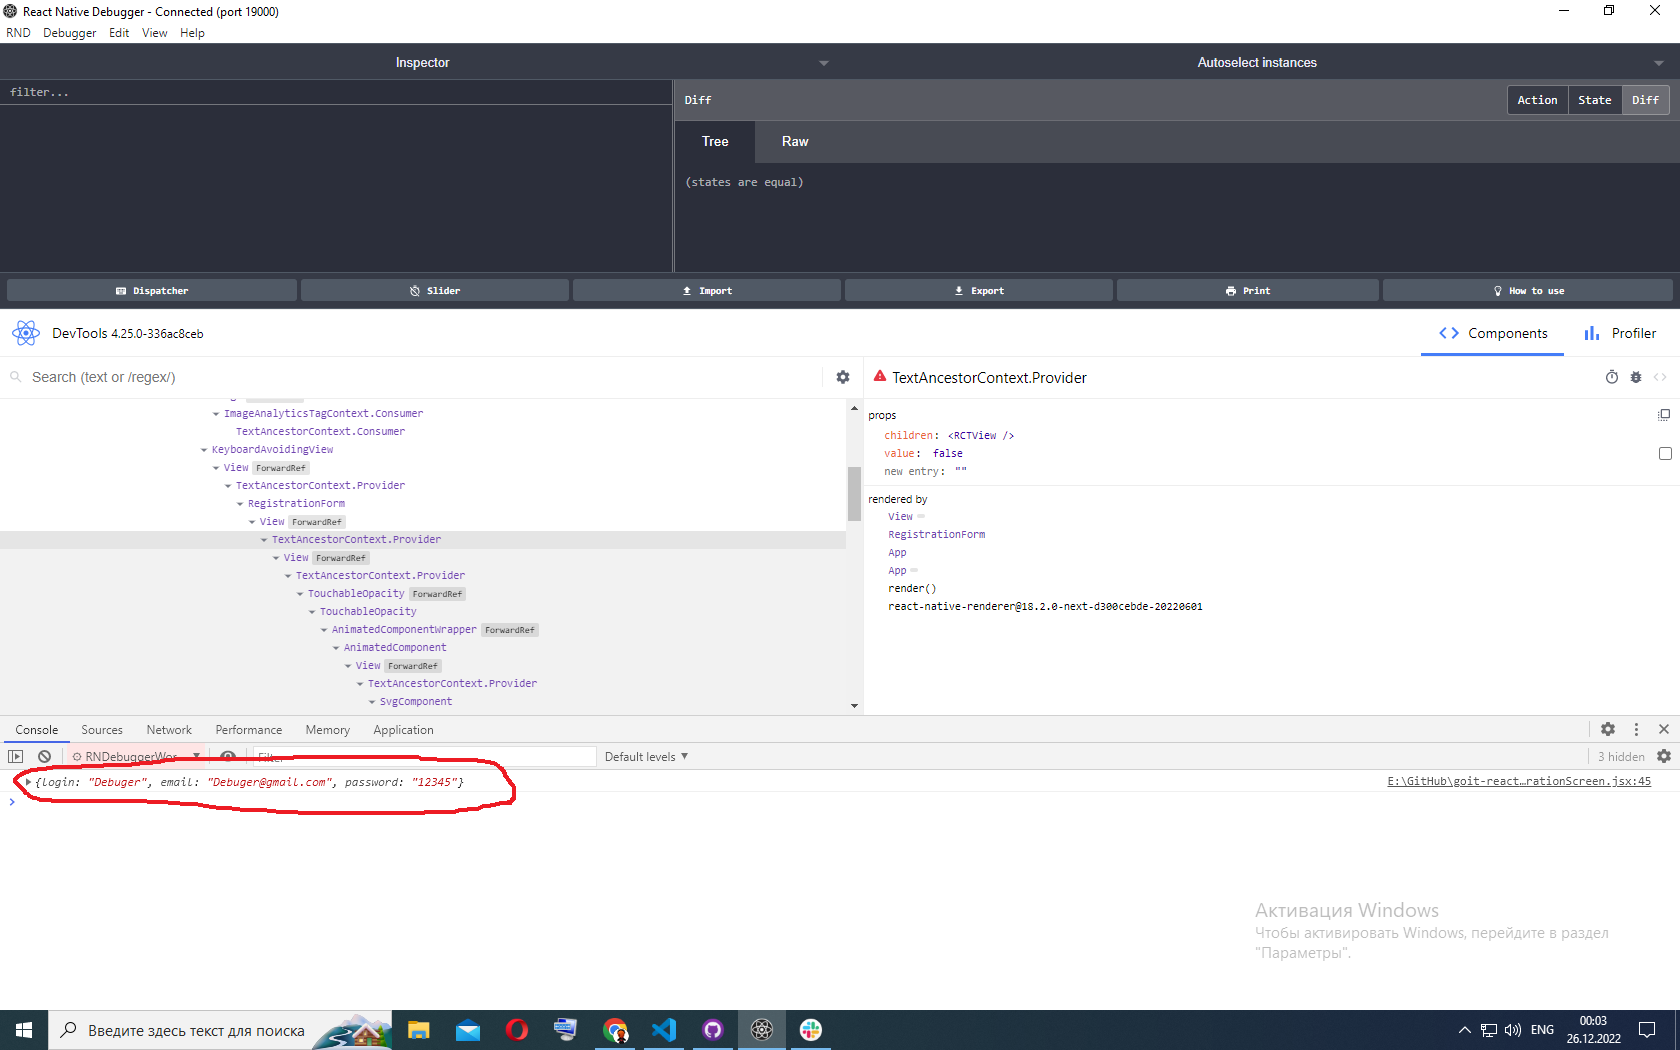 React Native Debugger - Connected (port 19000)
RND Debugger Edit View Help
Inspector
Autoselect instances
filter...
Diff
Action State Diff
Tree Raw
(states are equal)
Dispatcher Slider Import Export Print How to use
DevTools 4.25.0-336ac8ceb
Components Profiler
Search (text or /regex/)
TextAncestorContext.Provider
ImageAnalyticsTagContext.Consumer
TextAncestorContext.Consumer
KeyboardAvoidingView
View ForwardRef
TextAncestorContext.Provider
RegistrationForm
View ForwardRef
TextAncestorContext.Provider
View ForwardRef
TextAncestorContext.Provider
TouchableOpacity ForwardRef
TouchableOpacity
AnimatedComponentWrapper ForwardRef
AnimatedComponent
View ForwardRef
TextAncestorContext.Provider
SvgComponent
props
children: <RCTView />
value: false
new entry: ""
rendered by
View
RegistrationForm
App
App
render()
react-native-renderer@18.2.0-next-d300cebde-20220601
Console Sources Network Performance Memory Application
RNDebuggerWor Filter Default levels 3 hidden
{login: "Debuger", email: "Debuger@gmail.com", password: "12345"}
E:\GitHub\goit-react…rationScreen.jsx:45
Активация Windows
Чтобы активировать Windows, перейдите в раздел
"Параметры".
Введите здесь текст для поиска
ENG
00:03
26.12.2022